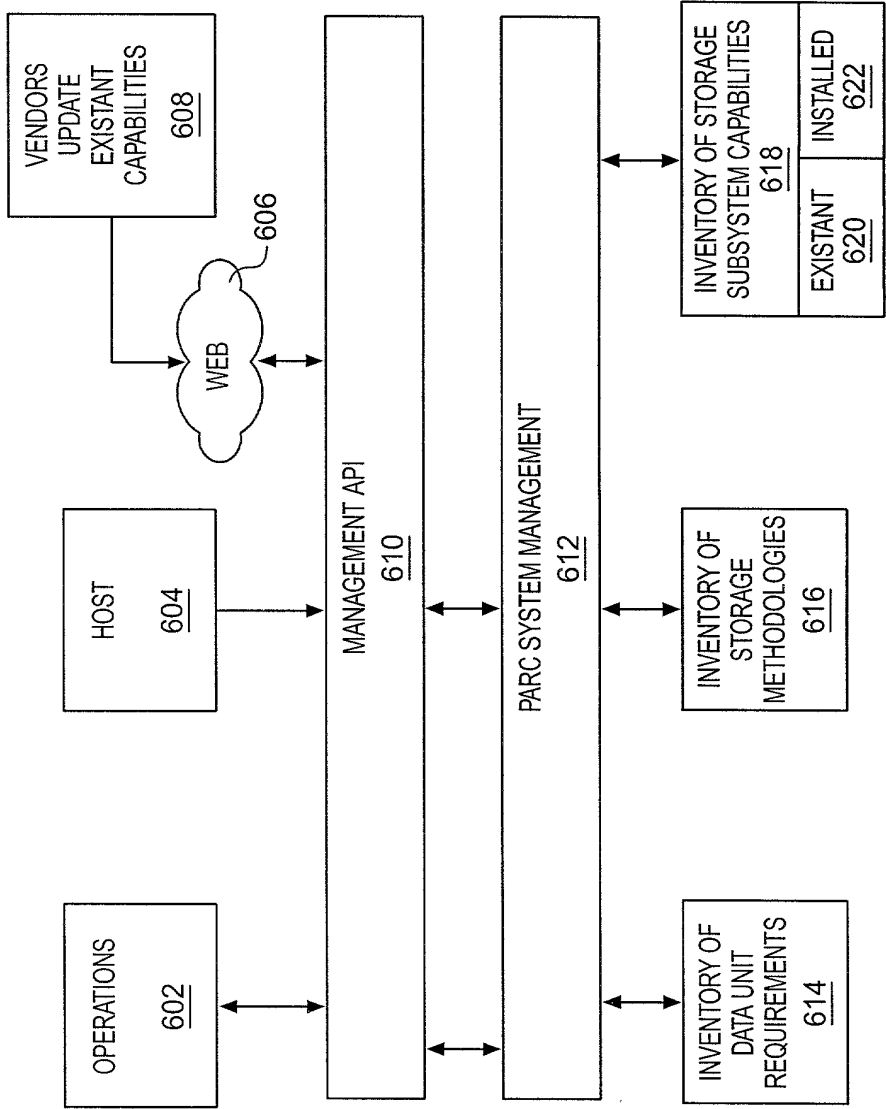 OPERATIONS
602
HOST
604
VENDORS
UPDATE
EXISTANT
CAPABILITIES
608
WEB
606
MANAGEMENT API
610
PARC SYSTEM MANAGEMENT
612
INVENTORY OF
DATA UNIT
REQUIREMENTS
614
INVENTORY OF
STORAGE
METHODOLOGIES
616
INVENTORY OF STORAGE
SUBSYSTEM CAPABILITIES
618
EXISTANT
620
INSTALLED
622